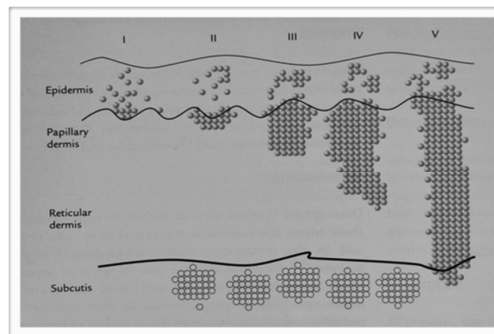 I II III IV V
Epidermis
Papillary
dermis
Reticular
dermis
Subcutis